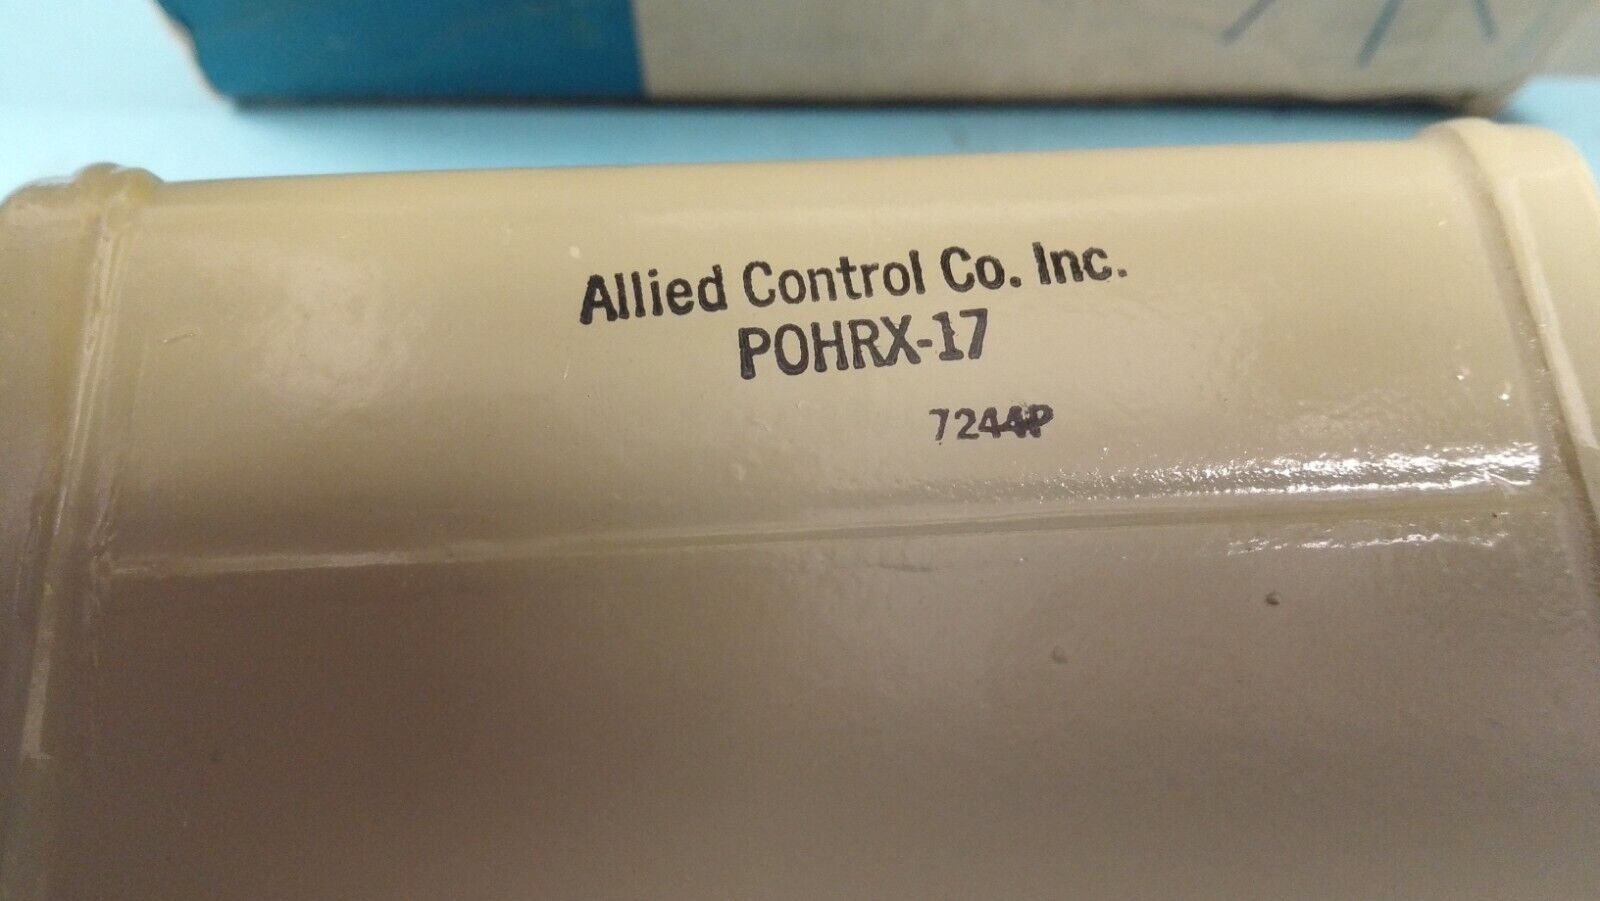 Allied Control Co. Inc.
POHRX-17
7244P